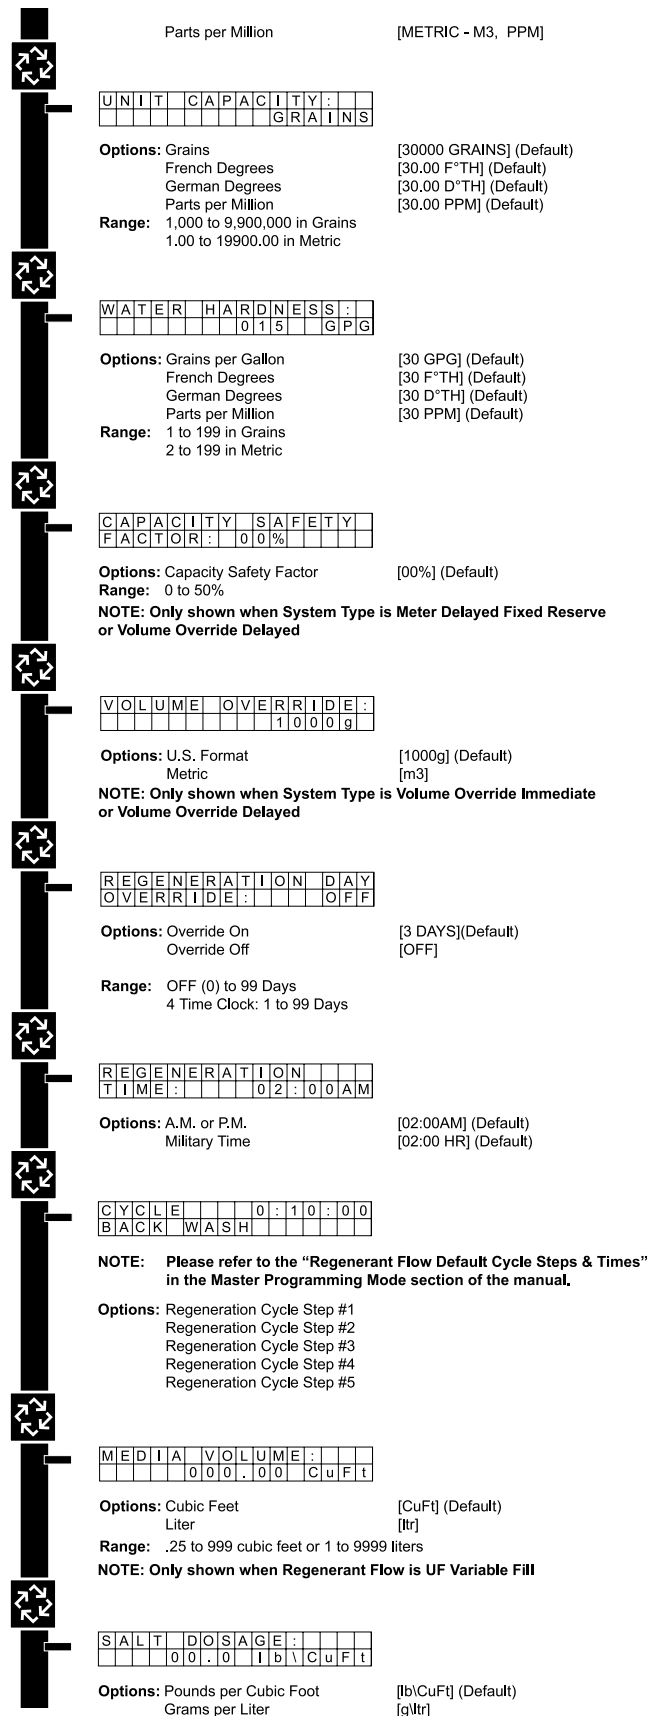 Parts per Million [METRIC - M3, PPM]
UNIT CAPACITY:
GRAINS
Options: Grains [30000 GRAINS] (Default)
French Degrees [30.00 F°TH] (Default)
German Degrees [30.00 D°TH] (Default)
Parts per Million [30.00 PPM] (Default)
Range: 1,000 to 9,900,000 in Grains
1.00 to 19900.00 in Metric
WATER HARDNESS:
015 GPG
Options: Grains per Gallon [30 GPG] (Default)
French Degrees [30 F°TH] (Default)
German Degrees [30 D°TH] (Default)
Parts per Million [30 PPM] (Default)
Range: 1 to 199 in Grains
2 to 199 in Metric
CAPACITY SAFETY
FACTOR: 00%
Options: Capacity Safety Factor [00%] (Default)
Range: 0 to 50%
NOTE: Only shown when System Type is Meter Delayed Fixed Reserve
or Volume Override Delayed
VOLUME OVERRIDE:
1000g
Options: U.S. Format [1000g] (Default)
Metric [m3]
NOTE: Only shown when System Type is Volume Override Immediate
or Volume Override Delayed
REGENERATION DAY
OVERRIDE: OFF
Options: Override On [3 DAYS](Default)
Override Off [OFF]
Range: OFF (0) to 99 Days
4 Time Clock: 1 to 99 Days
REGENERATION
TIME: 02:00AM
Options: A.M. or P.M. [02:00AM] (Default)
Military Time [02:00 HR] (Default)
CYCLE 0:10:00
BACK WASH
NOTE: Please refer to the “Regenerant Flow Default Cycle Steps & Times”
in the Master Programming Mode section of the manual.
Options: Regeneration Cycle Step #1
Regeneration Cycle Step #2
Regeneration Cycle Step #3
Regeneration Cycle Step #4
Regeneration Cycle Step #5
MEDIA VOLUME:
000.00 CuFt
Options: Cubic Feet [CuFt] (Default)
Liter [ltr]
Range: .25 to 999 cubic feet or 1 to 9999 liters
NOTE: Only shown when Regenerant Flow is UF Variable Fill
SALT DOSAGE:
00.0 lb\CuFt
Options: Pounds per Cubic Foot [lb\CuFt] (Default)
Grams per Liter [g\ltr]